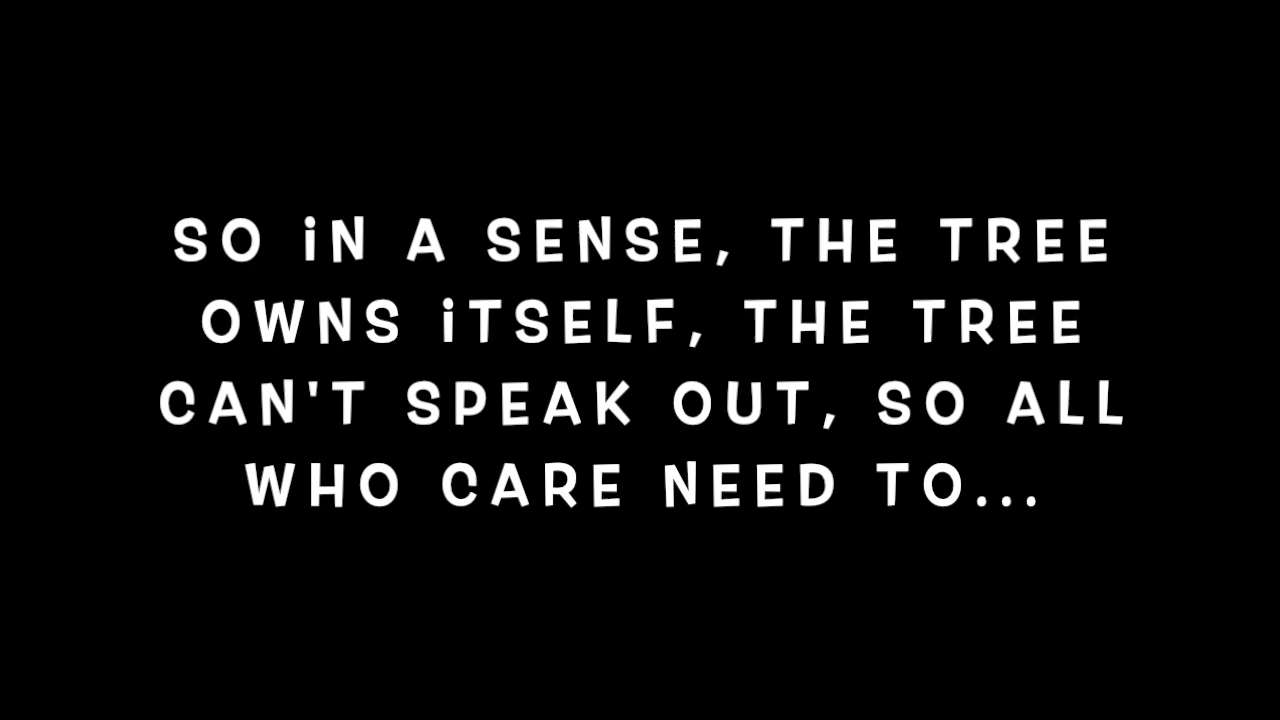 SO iN A SENSE, THE TREE
OWNS iTSELF, THE TREE
CAN'T SPEAK OUT, SO ALL
WHO CARE NEED TO...